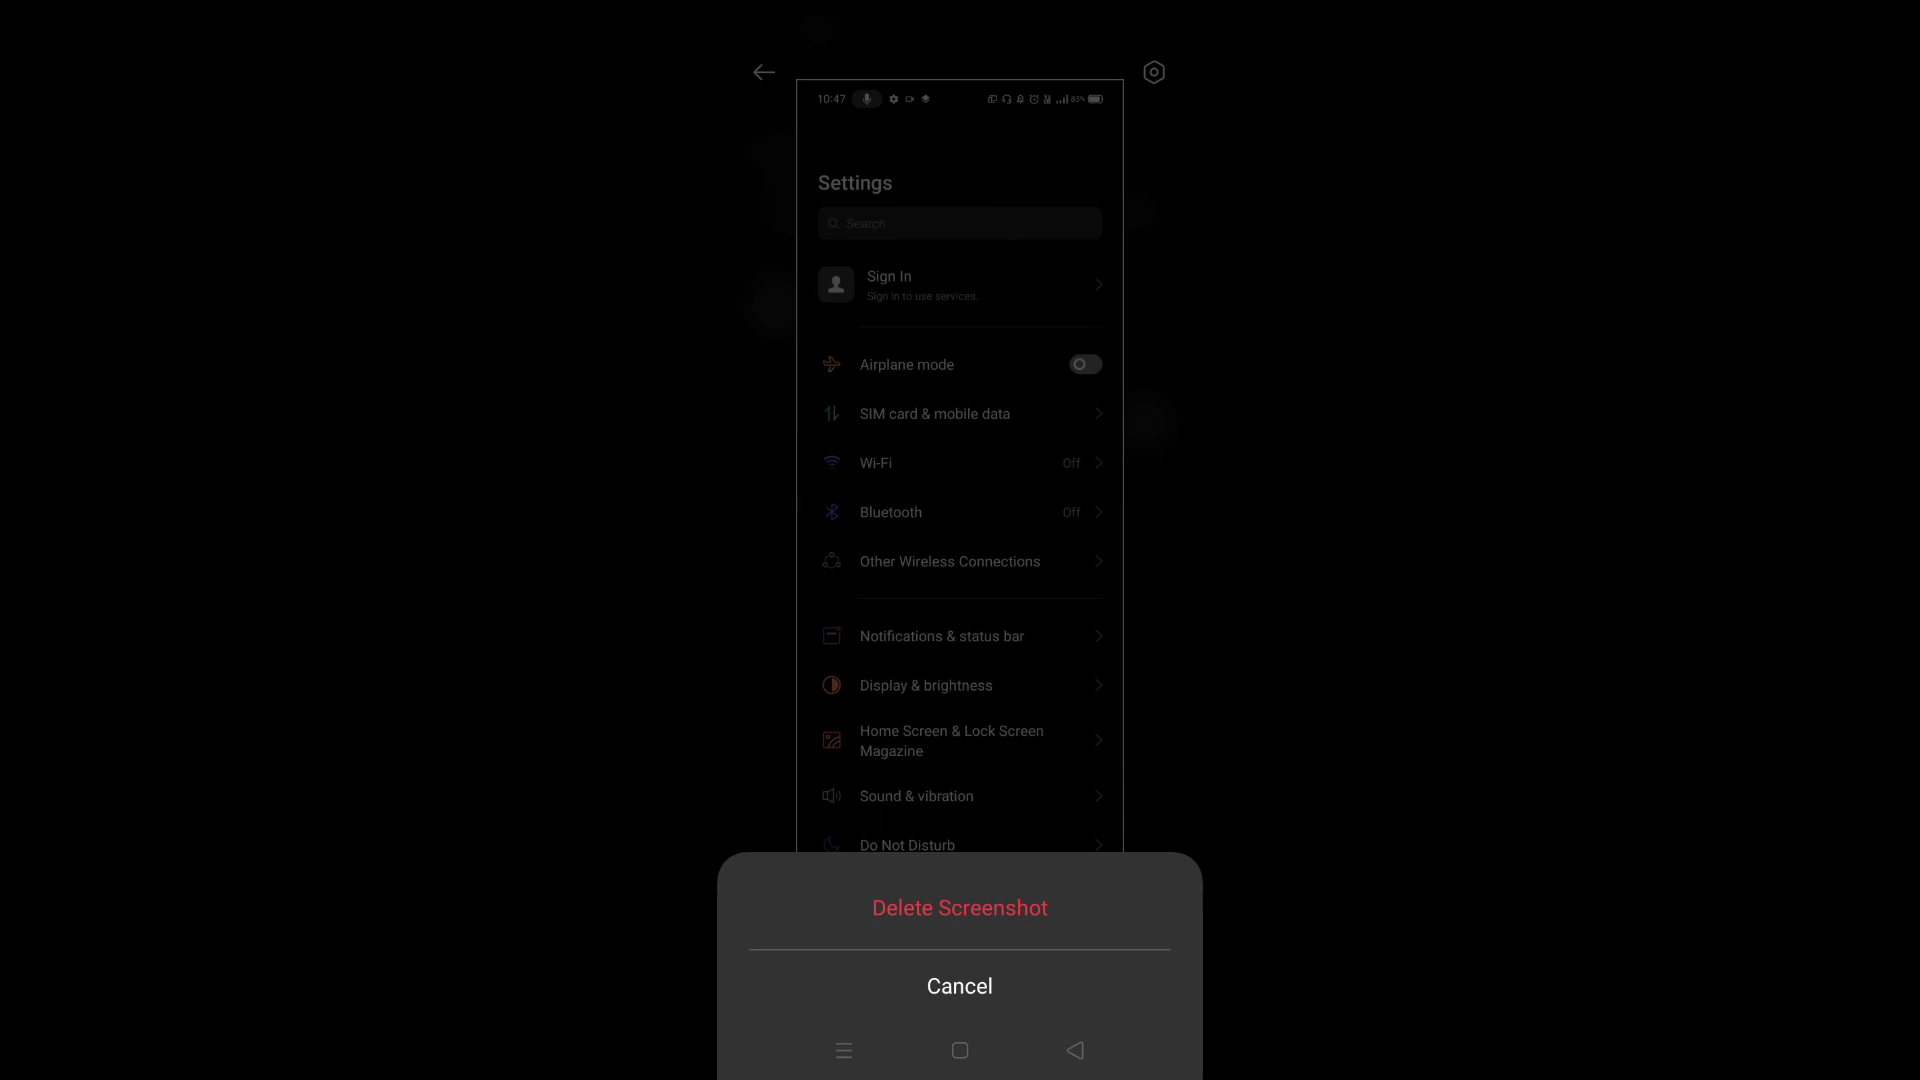 10:47 83%
Settings
Search
Sign In
Sign in to use services.
Airplane mode
SIM card & mobile data
Wi-Fi Off
Bluetooth Off
Other Wireless Connections
Notifications & status bar
Display & brightness
Home Screen & Lock Screen
Magazine
Sound & vibration
Do Not Disturb
Delete Screenshot
Cancel